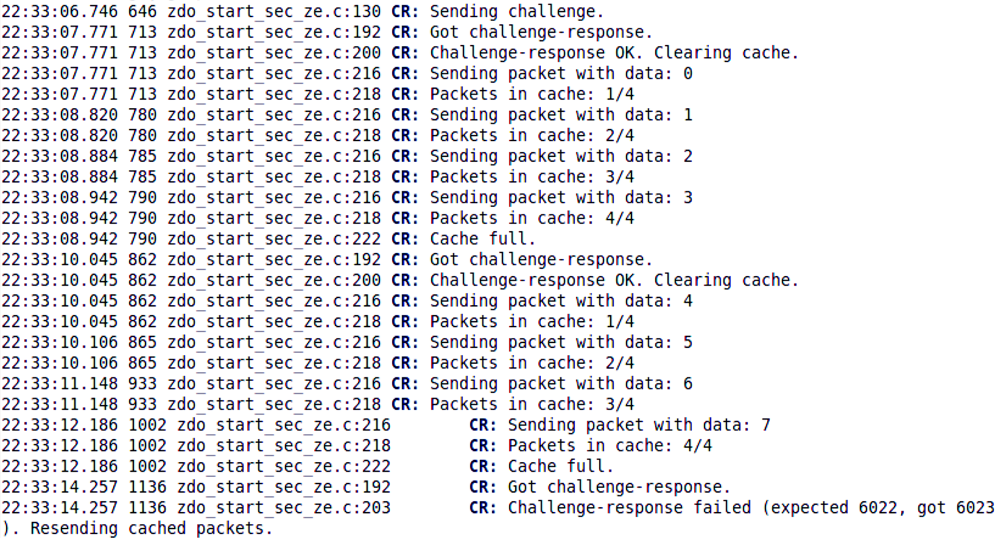 22:33:06.746 646 zdo_start_sec_ze.c:130 CR: Sending challenge.
22:33:07.771 713 zdo_start_sec_ze.c:192 CR: Got challenge-response.
22:33:07.771 713 zdo_start_sec_ze.c:200 CR: Challenge-response OK. Clearing cache.
22:33:07.771 713 zdo_start_sec_ze.c:216 CR: Sending packet with data: 0
22:33:07.771 713 zdo_start_sec_ze.c:218 CR: Packets in cache: 1/4
22:33:08.820 780 zdo_start_sec_ze.c:216 CR: Sending packet with data: 1
22:33:08.820 780 zdo_start_sec_ze.c:218 CR: Packets in cache: 2/4
22:33:08.884 785 zdo_start_sec_ze.c:216 CR: Sending packet with data: 2
22:33:08.884 785 zdo_start_sec_ze.c:218 CR: Packets in cache: 3/4
22:33:08.942 790 zdo_start_sec_ze.c:216 CR: Sending packet with data: 3
22:33:08.942 790 zdo_start_sec_ze.c:218 CR: Packets in cache: 4/4
22:33:08.942 790 zdo_start_sec_ze.c:222 CR: Cache full.
22:33:10.045 862 zdo_start_sec_ze.c:192 CR: Got challenge-response.
22:33:10.045 862 zdo_start_sec_ze.c:200 CR: Challenge-response OK. Clearing cache.
22:33:10.045 862 zdo_start_sec_ze.c:216 CR: Sending packet with data: 4
22:33:10.045 862 zdo_start_sec_ze.c:218 CR: Packets in cache: 1/4
22:33:10.106 865 zdo_start_sec_ze.c:216 CR: Sending packet with data: 5
22:33:10.106 865 zdo_start_sec_ze.c:218 CR: Packets in cache: 2/4
22:33:11.148 933 zdo_start_sec_ze.c:216 CR: Sending packet with data: 6
22:33:11.148 933 zdo_start_sec_ze.c:218 CR: Packets in cache: 3/4
22:33:12.186 1002 zdo_start_sec_ze.c:216 CR: Sending packet with data: 7
22:33:12.186 1002 zdo_start_sec_ze.c:218 CR: Packets in cache: 4/4
22:33:12.186 1002 zdo_start_sec_ze.c:222 CR: Cache full.
22:33:14.257 1136 zdo_start_sec_ze.c:192 CR: Got challenge-response.
22:33:14.257 1136 zdo_start_sec_ze.c:203 CR: Challenge-response failed (expected 6022, got 6023
). Resending cached packets.